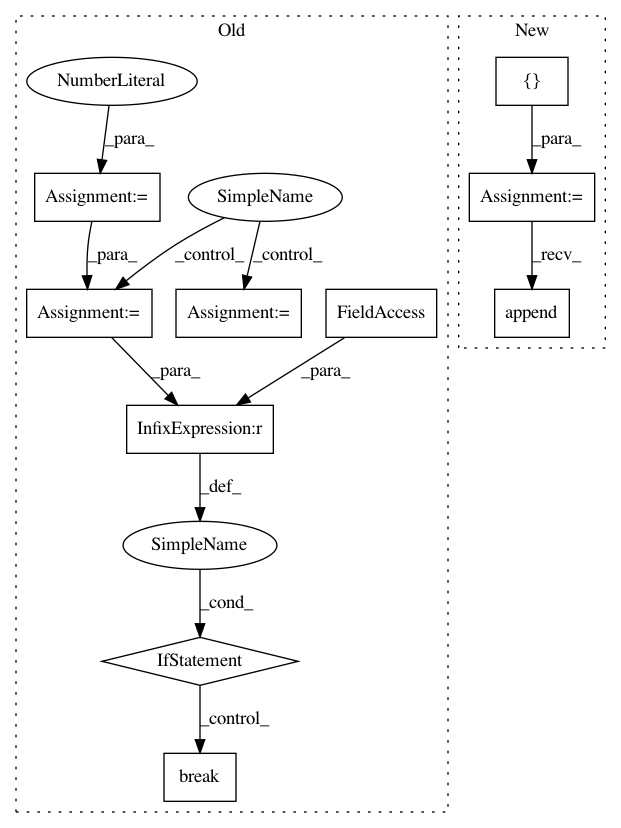 Old
New
NumberLiteral
{}
_para_
_para_
Assignment:=
SimpleName
Assignment:=
_para_
_control_
_control_
_recv_
Assignment:=
Assignment:=
FieldAccess
append
_para_
_para_
InfixExpression:r
_def_
SimpleName
_cond_
IfStatement
_control_
break